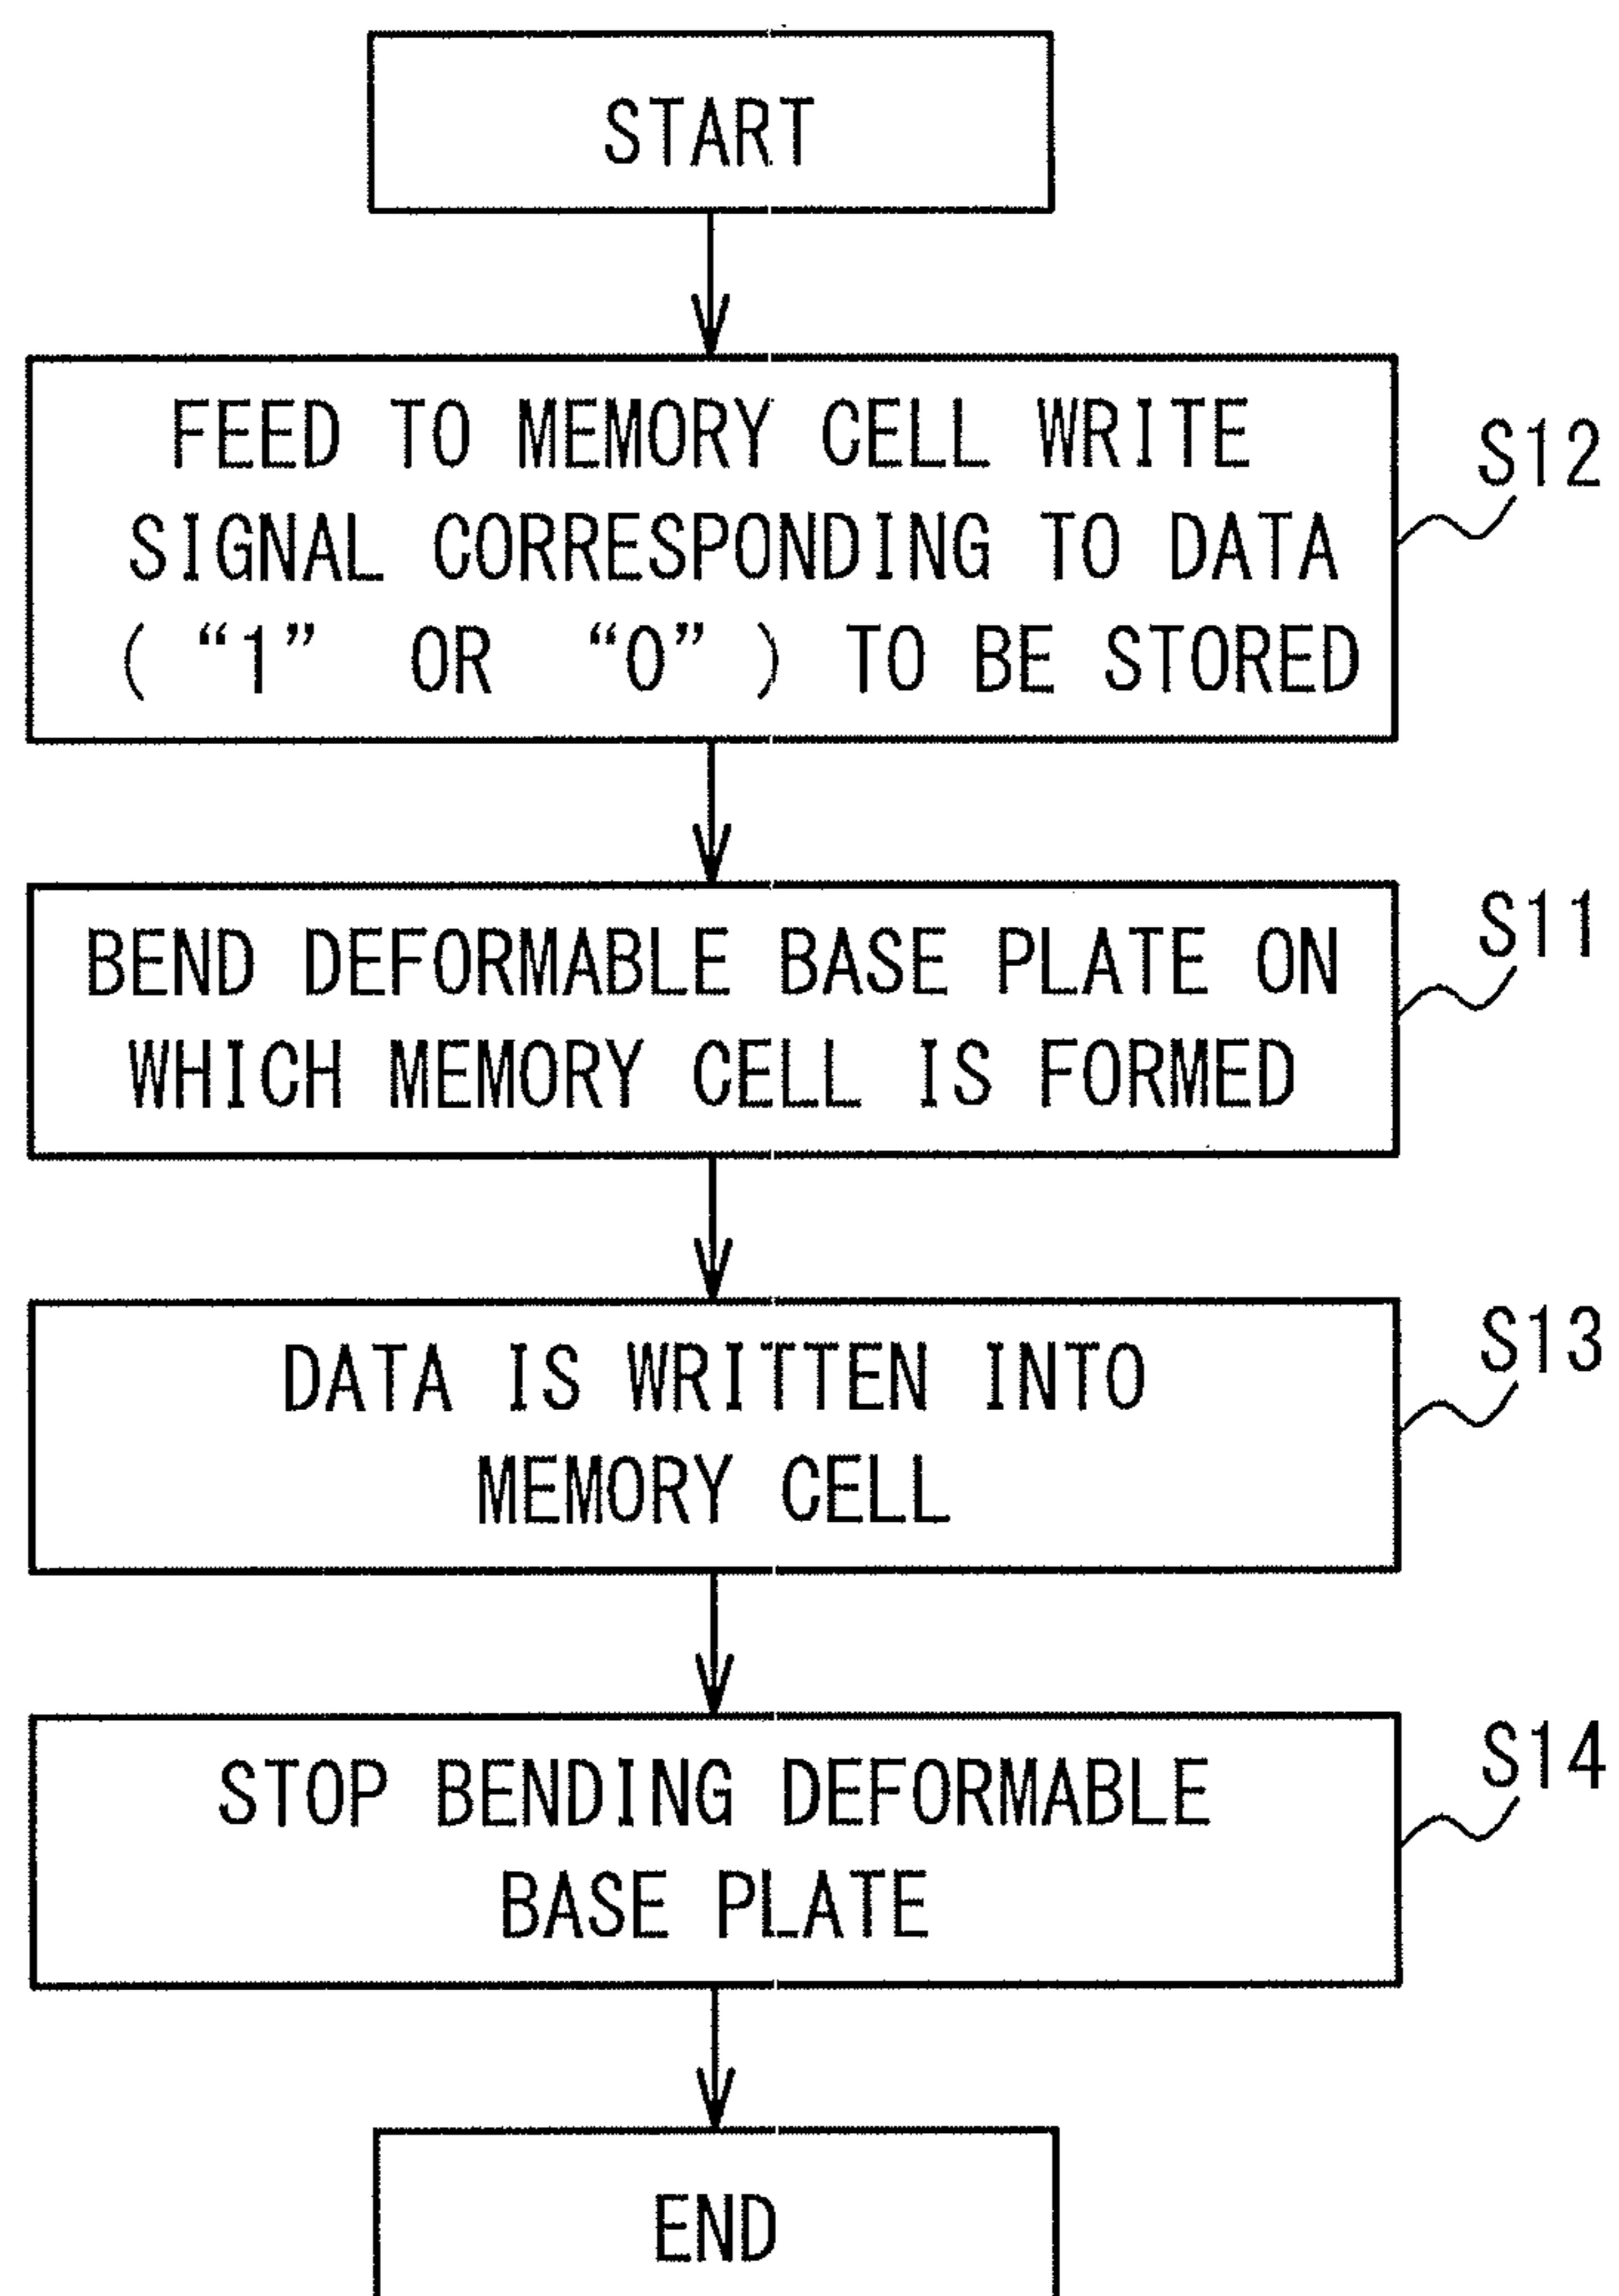 START
FEED TO MEMORY CELL WRITE
SIGNAL CORRESPONDING TO DATA
( “1” OR “0” ) TO BE STORED
S12
BEND DEFORMABLE BASE PLATE ON
WHICH MEMORY CELL IS FORMED
S11
DATA IS WRITTEN INTO
MEMORY CELL
S13
STOP BENDING DEFORMABLE
BASE PLATE
S14
END